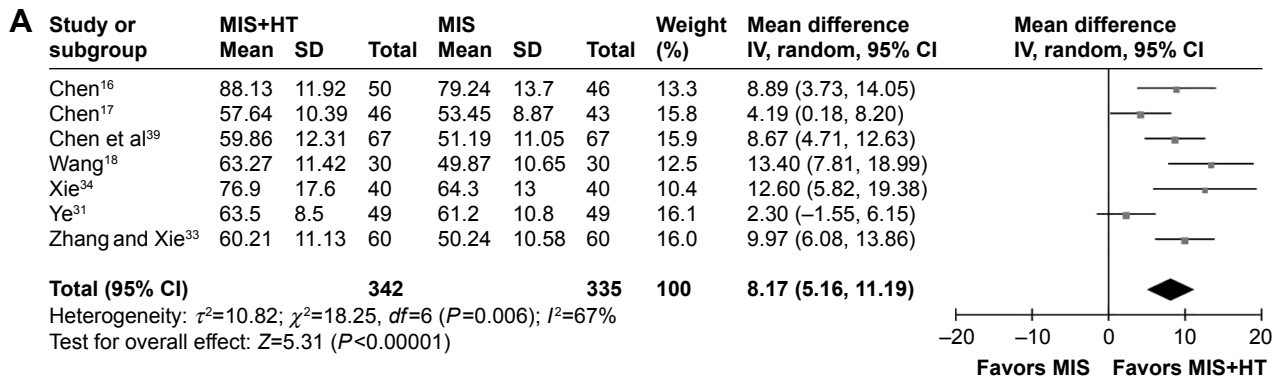 A
Study or MIS+HT MIS Weight Mean difference Mean difference
subgroup Mean SD Total Mean SD Total (%) IV, random, 95% CI IV, random, 95% CI
Chen16 88.13 11.92 50 79.24 13.7 46 13.3 8.89 (3.73, 14.05)
Chen17 57.64 10.39 46 53.45 8.87 43 15.8 4.19 (0.18, 8.20)
Chen et al39 59.86 12.31 67 51.19 11.05 67 15.9 8.67 (4.71, 12.63)
Wang18 63.27 11.42 30 49.87 10.65 30 12.5 13.40 (7.81, 18.99)
Xie34 76.9 17.6 40 64.3 13 40 10.4 12.60 (5.82, 19.38)
Ye31 63.5 8.5 49 61.2 10.8 49 16.1 2.30 (−1.55, 6.15)
Zhang and Xie33 60.21 11.13 60 50.24 10.58 60 16.0 9.97 (6.08, 13.86)
Total (95% CI) 342 335 100 8.17 (5.16, 11.19)
Heterogeneity: τ²=10.82; χ²=18.25, df=6 (P=0.006); I²=67%
Test for overall effect: Z=5.31 (P<0.00001)
−20 −10 0 10 20
Favors MIS Favors MIS+HT